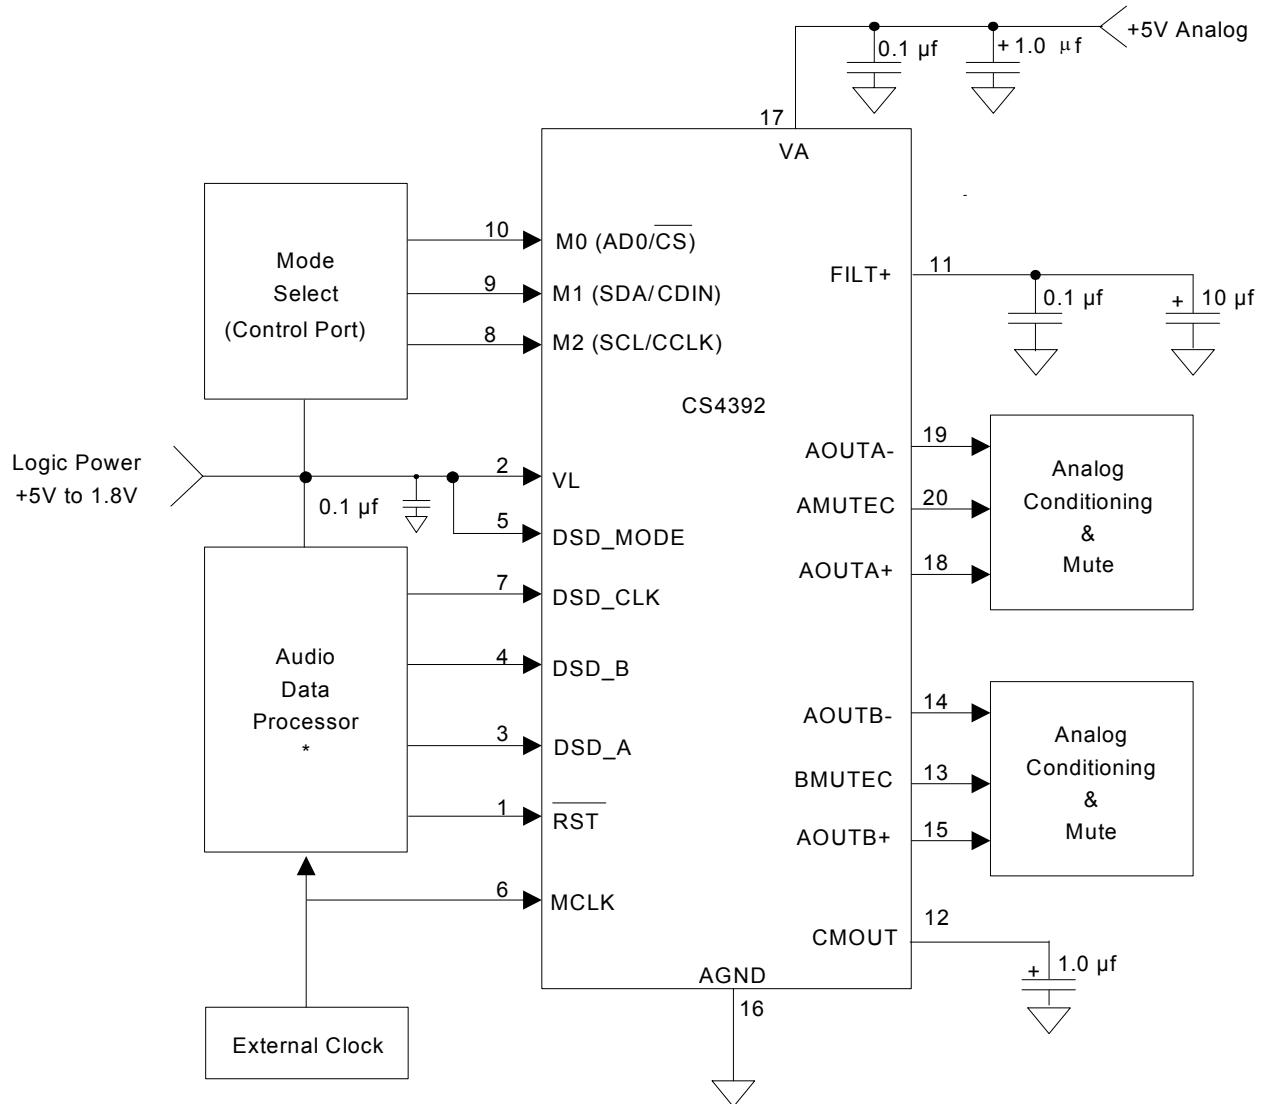 +5V Analog
0.1 µf
+ 1.0 µf
17
VA
Mode
Select
(Control Port)
10
M0 (AD0/C̅S̅)
9
M1 (SDA/CDIN)
8
M2 (SCL/CCLK)
FILT+
11
0.1 µf
+ 10 µf
CS4392
Logic Power
+5V to 1.8V
2
VL
0.1 µf
5
DSD_MODE
7
DSD_CLK
4
DSD_B
3
DSD_A
1
R̅S̅T̅
6
MCLK
Audio
Data
Processor
*
External Clock
AOUTA-
19
AMUTEC
20
AOUTA+
18
Analog
Conditioning
&
Mute
AOUTB-
14
BMUTEC
13
AOUTB+
15
Analog
Conditioning
&
Mute
CMOUT
12
+ 1.0 µf
AGND
16